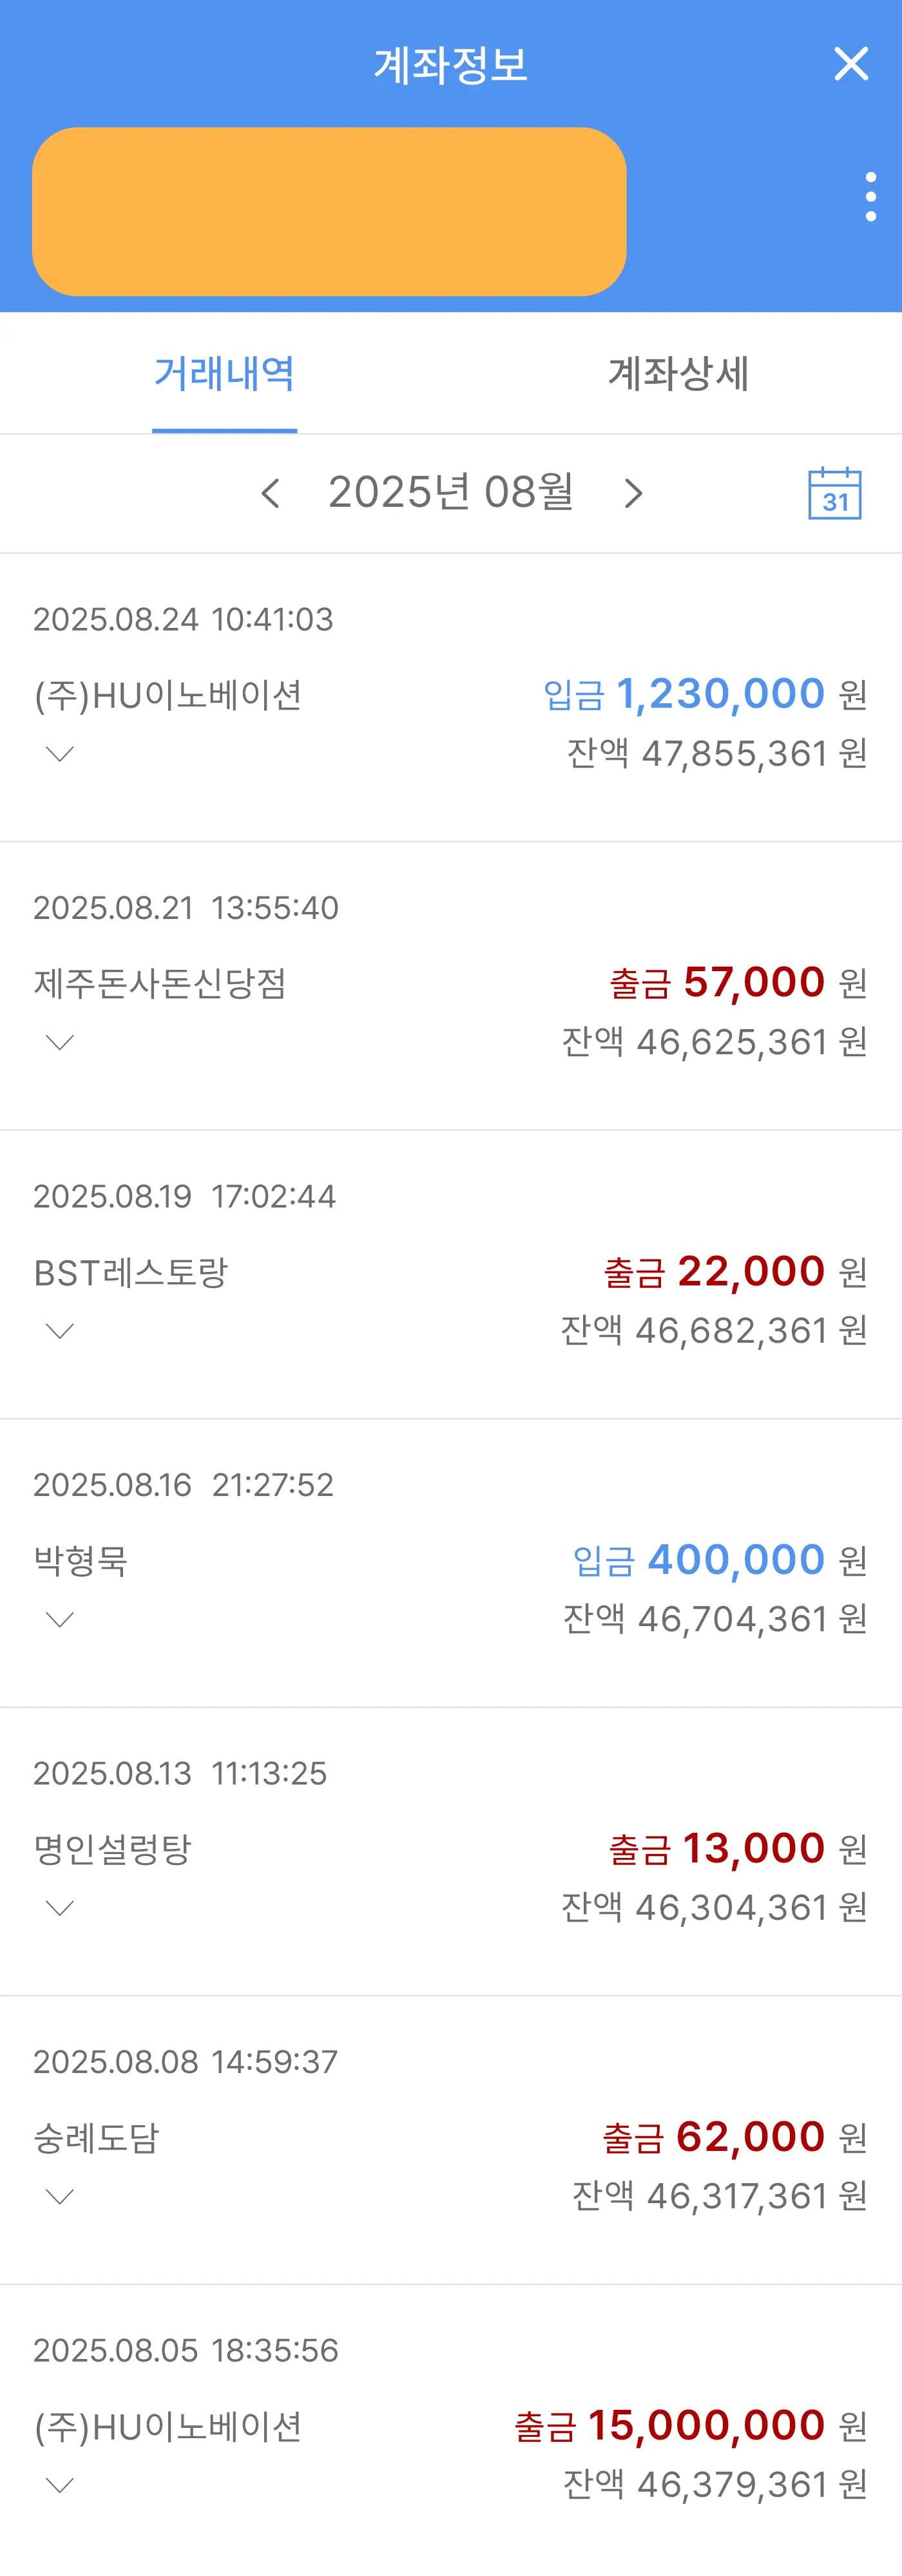 계좌정보
거래내역 계좌상세
2025년 08월 31
2025.08.24 10:41:03
(주)HU이노베이션 입금 1,230,000 원
잔액 47,855,361 원
2025.08.21 13:55:40
제주돈사돈신당점 출금 57,000 원
잔액 46,625,361 원
2025.08.19 17:02:44
BST레스토랑 출금 22,000 원
잔액 46,682,361 원
2025.08.16 21:27:52
박형묵 입금 400,000 원
잔액 46,704,361 원
2025.08.13 11:13:25
명인설렁탕 출금 13,000 원
잔액 46,304,361 원
2025.08.08 14:59:37
숭례도담 출금 62,000 원
잔액 46,317,361 원
2025.08.05 18:35:56
(주)HU이노베이션 출금 15,000,000 원
잔액 46,379,361 원